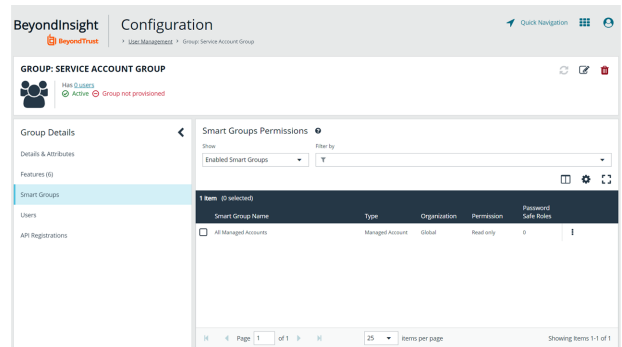 BeyondInsight
BeyondTrust
Configuration
> User Management > Group: Service Account Group
Quick Navigation
GROUP: SERVICE ACCOUNT GROUP
Has 0 users
Active Group not provisioned
Group Details
Details & Attributes
Features (6)
Smart Groups
Users
API Registrations
Smart Groups Permissions
Show
Filter by
Enabled Smart Groups
1 item (0 selected)
Smart Group Name Type Organization Permission Password Safe Roles
All Managed Accounts Managed Account Global Read only 0
Page 1 of 1 25 items per page Showing Items 1-1 of 1